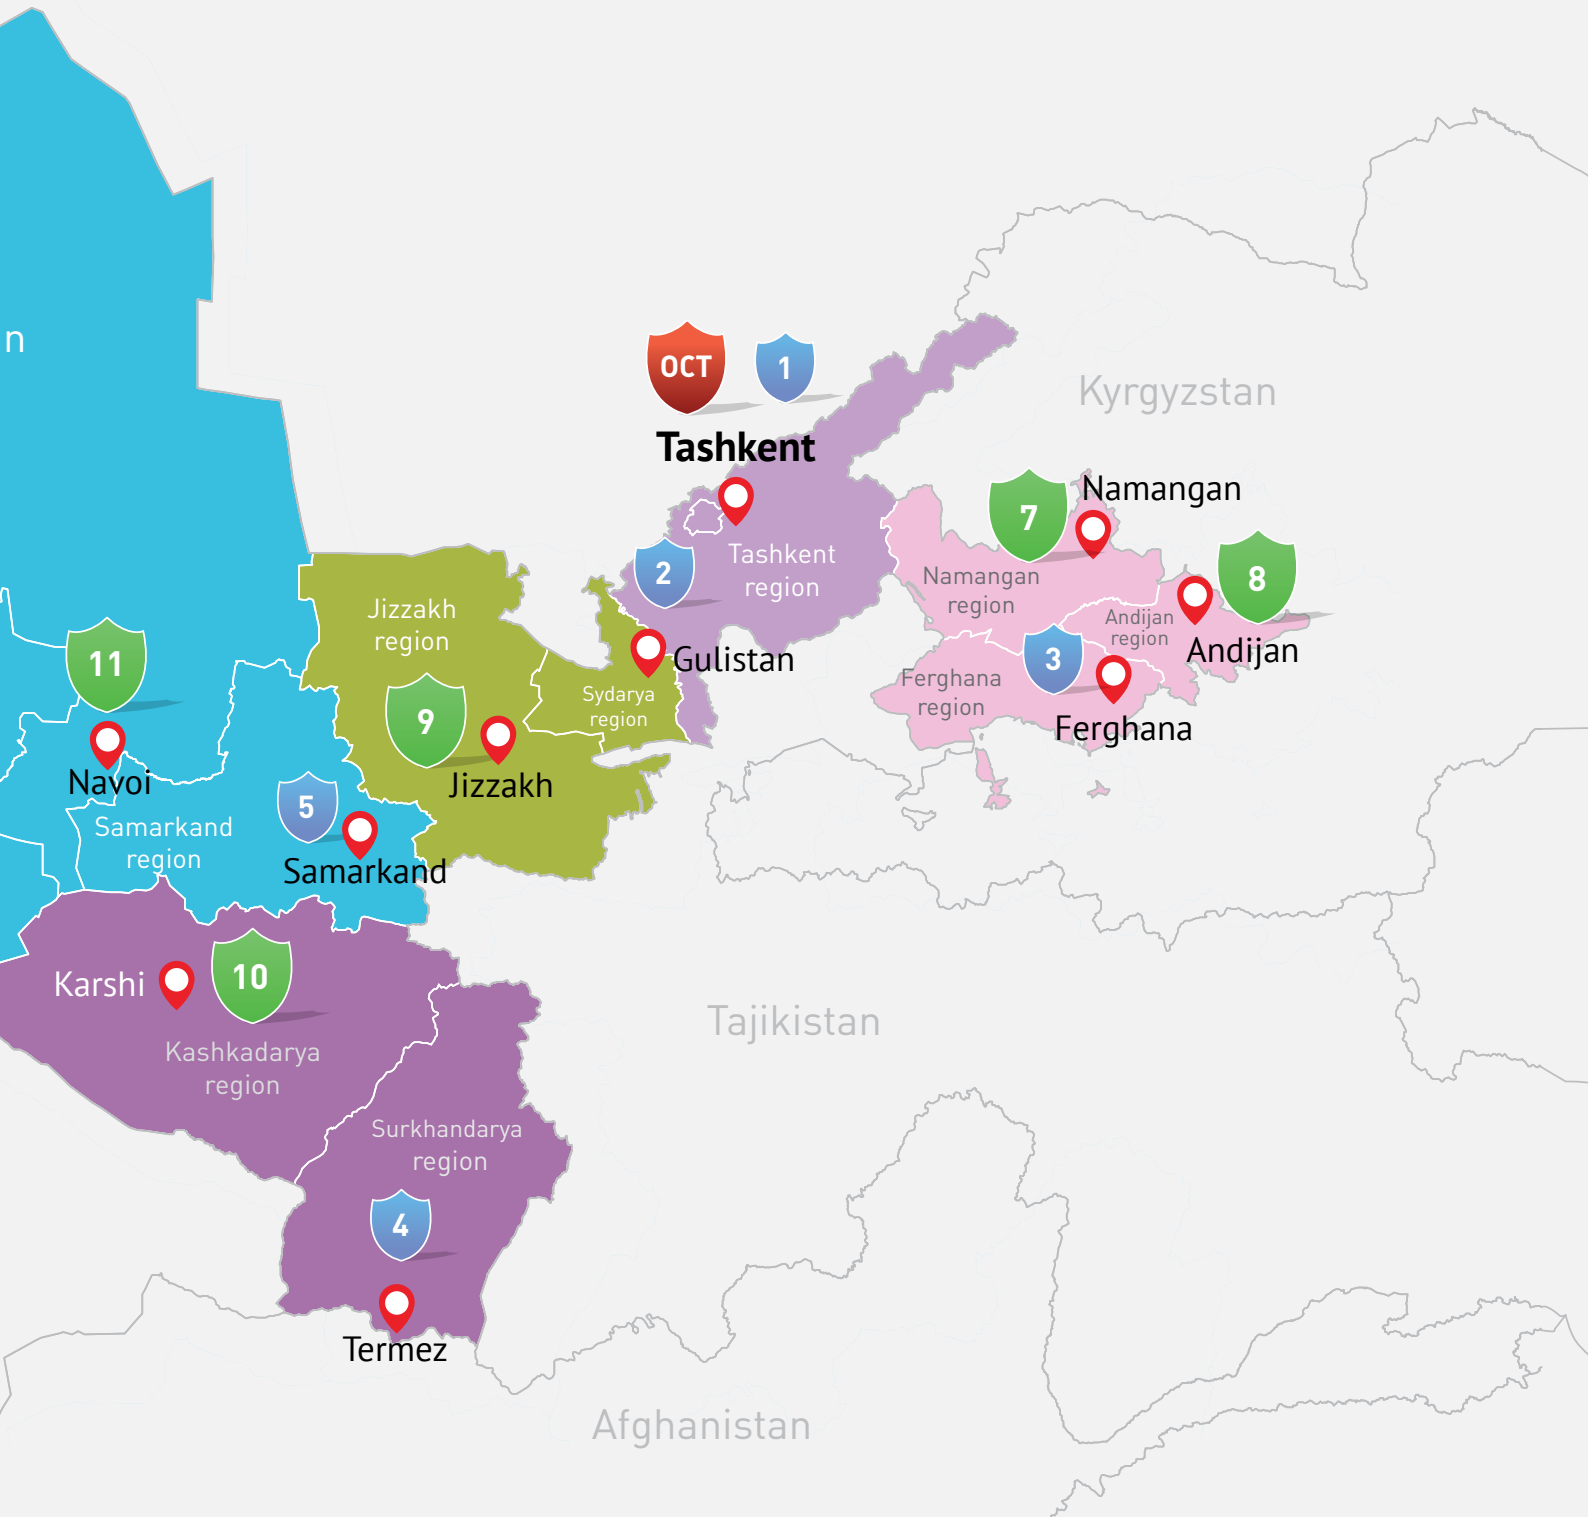 n
OCT
1
Tashkent
Kyrgyzstan
Namangan
7
8
2
Tashkent
region
Namangan
region
Andijan
region
Andijan
Jizzakh
region
Gulistan
3
Ferghana
region
Ferghana
11
Sydarya
region
9
Navoi
Jizzakh
5
Samarkand
region
Samarkand
Karshi
10
Tajikistan
Kashkadarya
region
Surkhandarya
region
4
Termez
Afghanistan